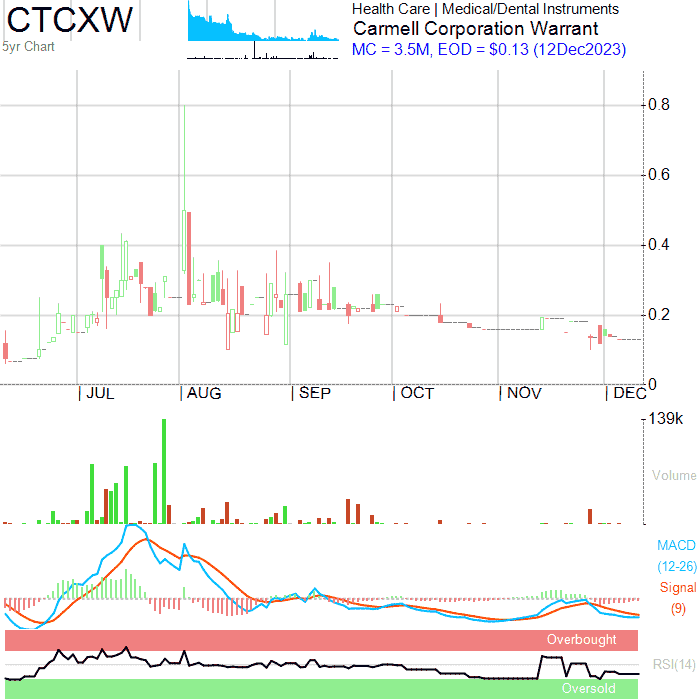 CTCXW
5yr Chart
Health Care | Medical/Dental Instruments
Carmell Corporation Warrant
MC = 3.5M, EOD = $0.13 (12Dec2023)
0.8
0.6
0.4
0.2
0
| JUL | AUG | SEP | OCT | NOV | DEC
139k
Volume
MACD
(12-26)
Signal
(9)
Overbought
RSI(14)
Oversold